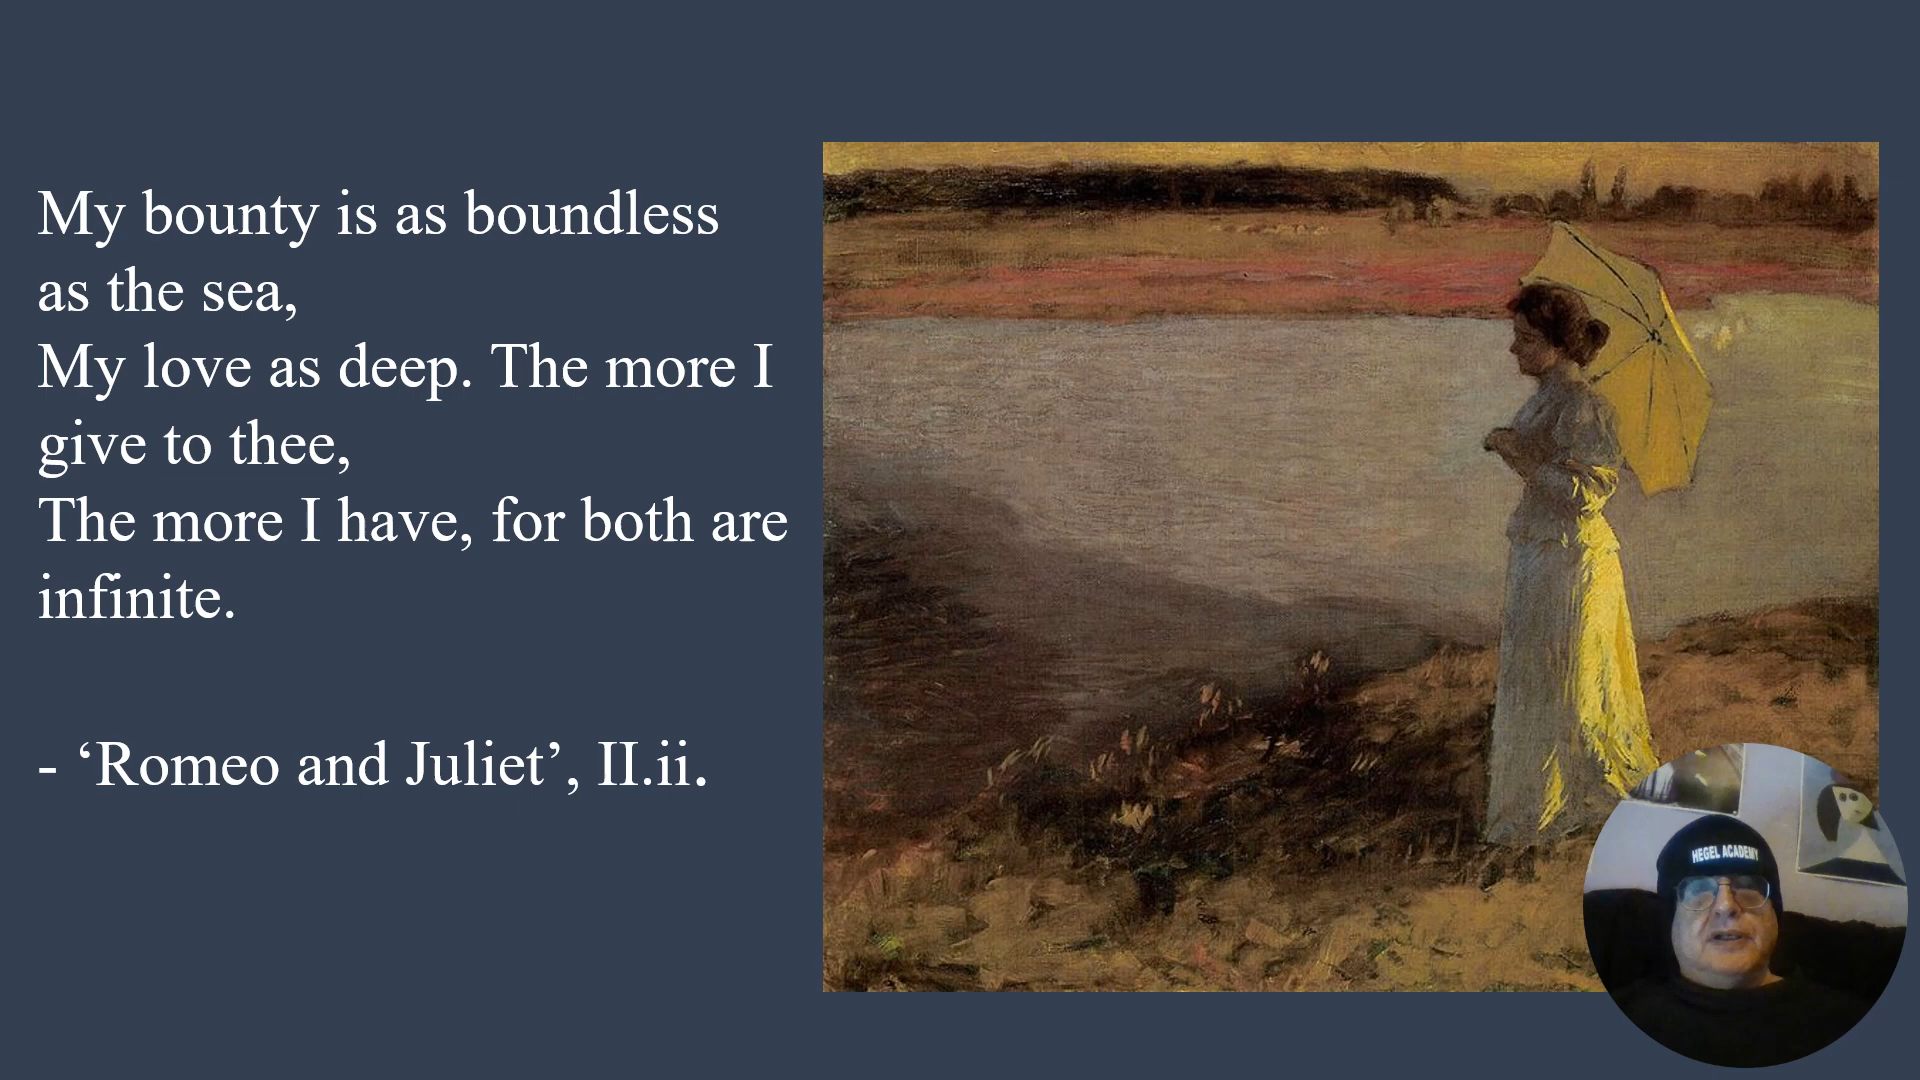 My bounty is as boundless
as the sea,
My love as deep. The more I
give to thee,
The more I have, for both are
infinite.
- ‘Romeo and Juliet’, II.ii.
HEGEL ACADEMY